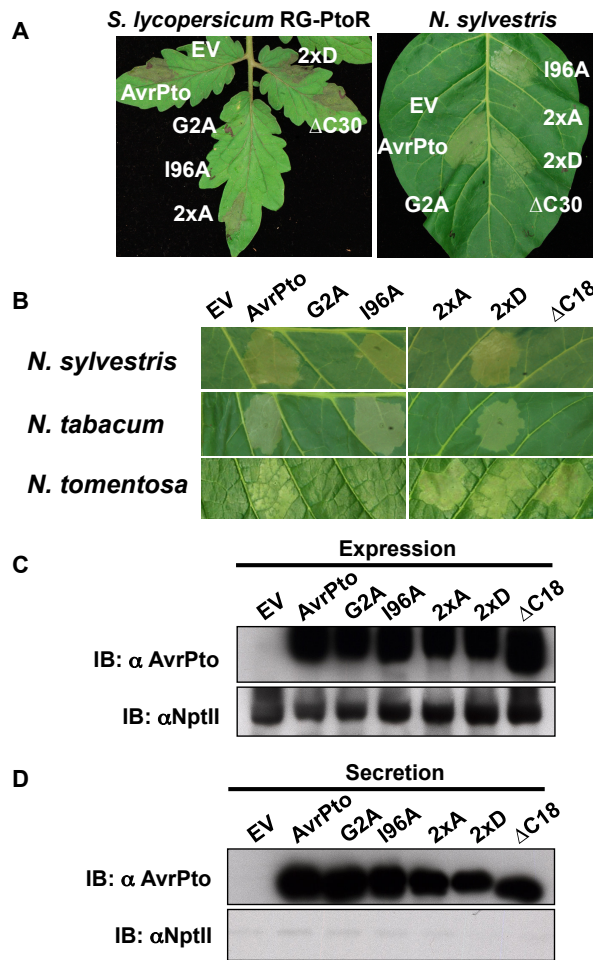 A
S. lycopersicum RG-PtoR
N. sylvestris
EV
2xD
AvrPto
ΔC30
G2A
I96A
2xA
I96A
EV
2xA
AvrPto
2xD
G2A
ΔC30
B
EV AvrPto G2A I96A 2xA 2xD ΔC18
N. sylvestris
N. tabacum
N. tomentosa
C
Expression
EV AvrPto G2A I96A 2xA 2xD ΔC18
IB: α AvrPto
IB: αNptII
D
Secretion
EV AvrPto G2A I96A 2xA 2xD ΔC18
IB: α AvrPto
IB: αNptII